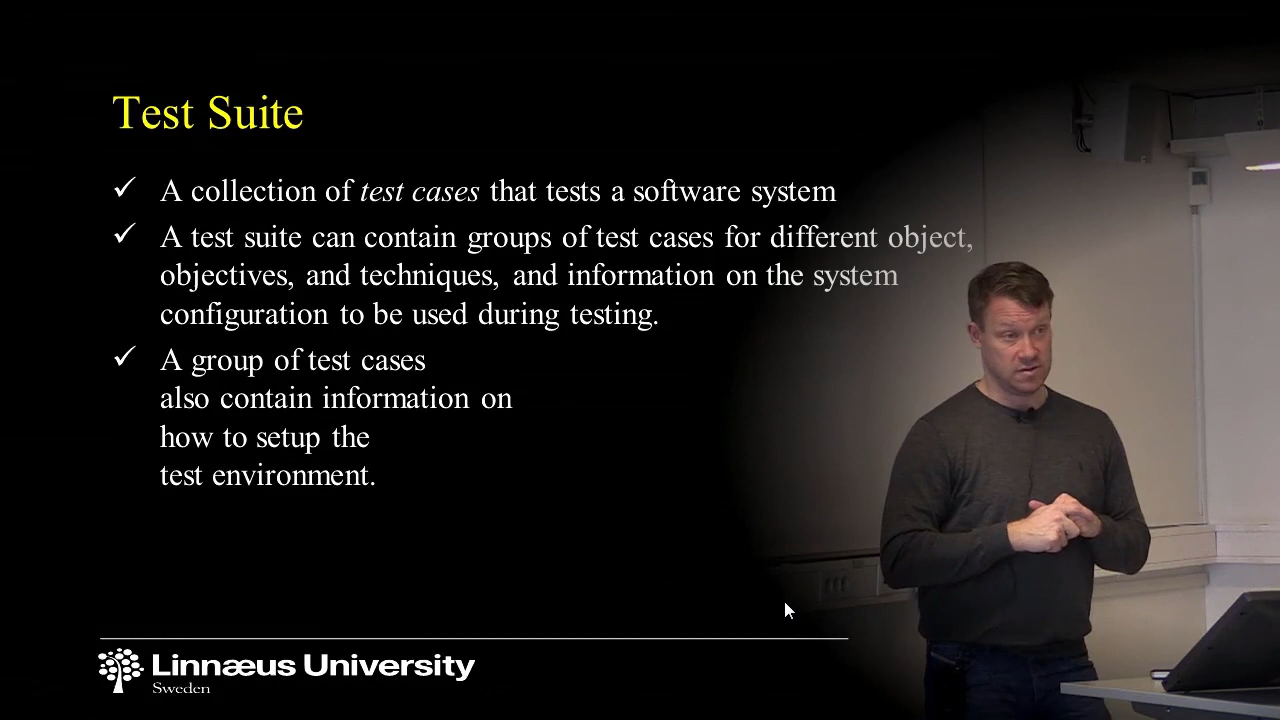 Test Suite
✓ A collection of test cases that tests a software system
✓ A test suite can contain groups of test cases for different object,
objectives, and techniques, and information on the system
configuration to be used during testing.
✓ A group of test cases
also contain information on
how to setup the
test environment.
Linnæus University
Sweden